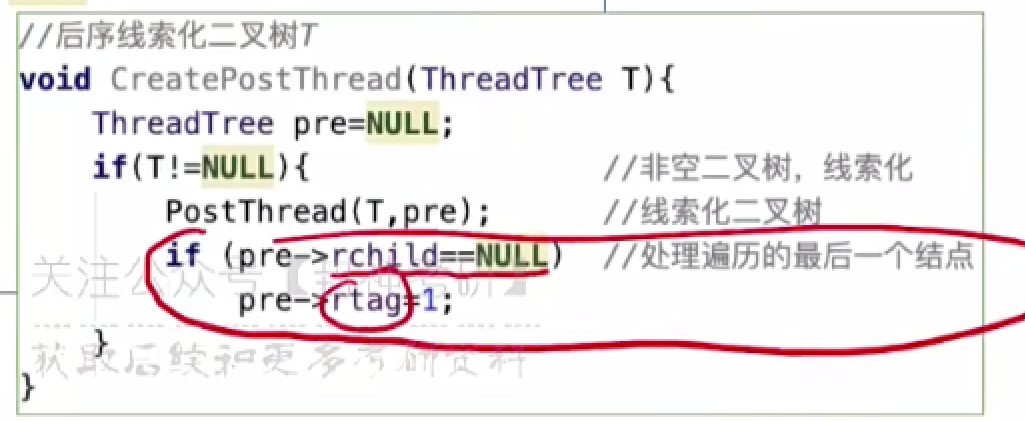 //后序线索化二叉树T
void CreatePostThread(ThreadTree T){
ThreadTree pre=NULL;
if(T!=NULL){ //非空二叉树，线索化
PostThread(T,pre); //线索化二叉树
if (pre->rchild==NULL) //处理遍历的最后一个结点
pre->rtag=1;
}
}
关注公众号【 考研】
获取后续和更多考研资料